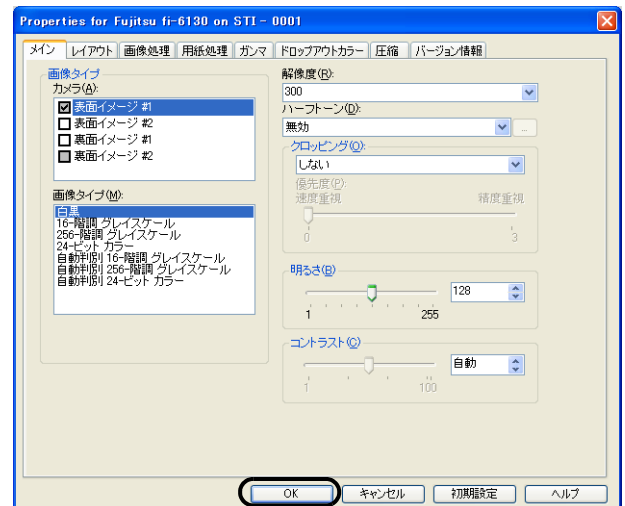 Properties for Fujitsu fi-6130 on STI - 0001
メイン レイアウト 画像処理 用紙処理 ガンマ ドロップアウトカラー 圧縮 バージョン情報
画像タイプ
カメラ(A):
表面イメージ #1
表面イメージ #2
裏面イメージ #1
裏面イメージ #2
画像タイプ(M):
白黒
16-階調 グレイスケール
256-階調 グレイスケール
24-ビット カラー
自動判別 16-階調 グレイスケール
自動判別 256-階調 グレイスケール
自動判別 24-ビット カラー
解像度(R):
300
ハーフトーン(D):
無効
...
クロッピング(O):
しない
優先度(P):
速度重視 精度重視
0 3
明るさ(B)
128
1 255
コントラスト(C)
自動
1 100
OK キャンセル 初期設定 ヘルプ